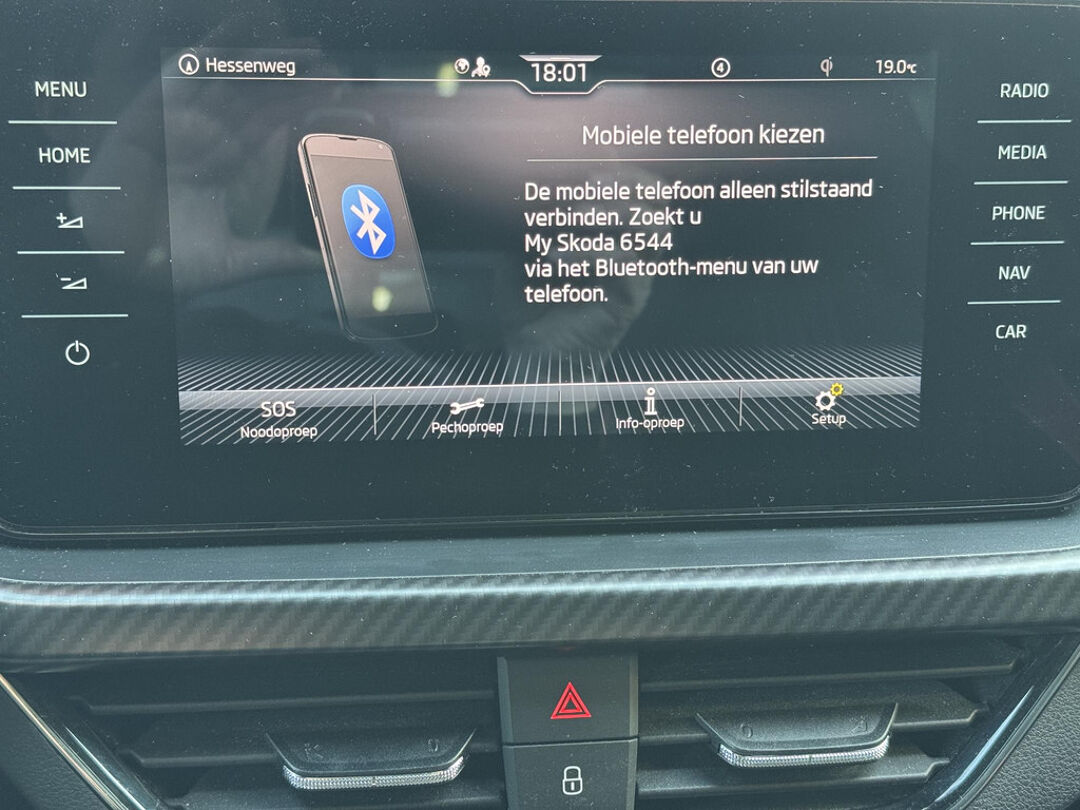 Hessenweg
18:01
4
19.0°C
MENU
HOME
RADIO
MEDIA
PHONE
NAV
CAR
Mobiele telefoon kiezen
De mobiele telefoon alleen stilstaand
verbinden. Zoekt u
My Skoda 6544
via het Bluetooth-menu van uw
telefoon.
SOS
Noodoproep
Pechoproep
Info-oproep
Setup